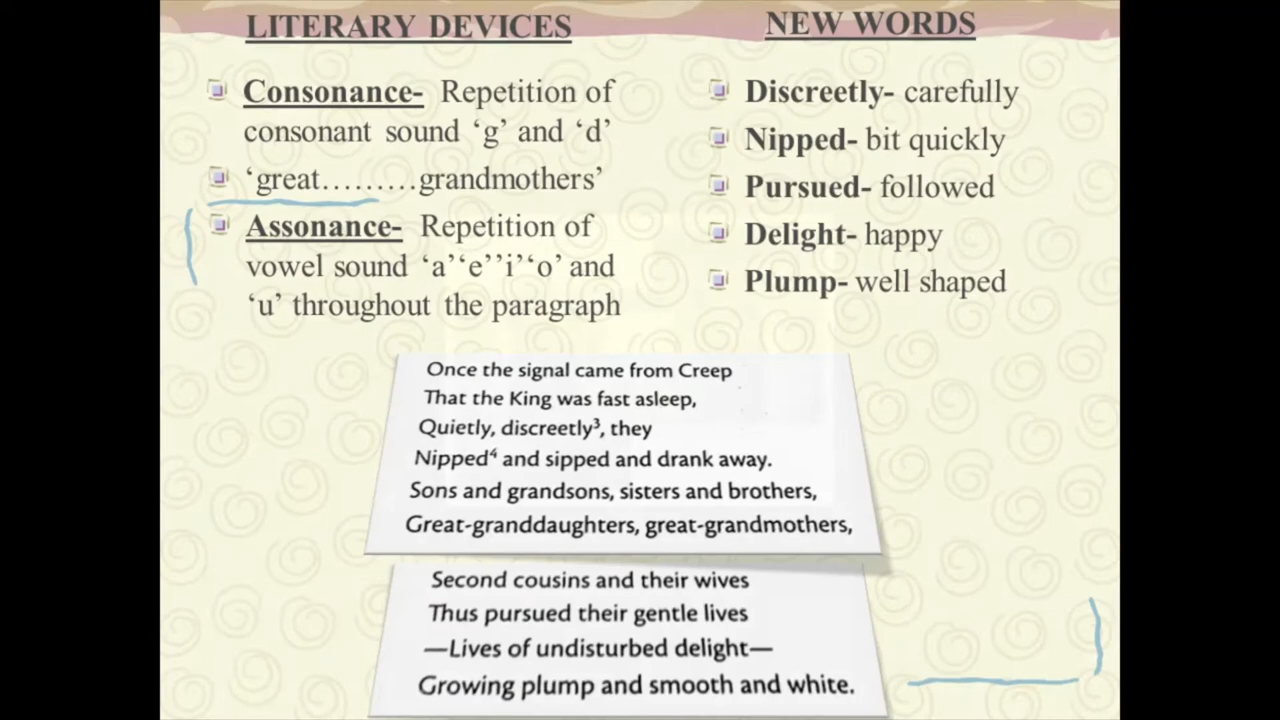 LITERARY DEVICES
Consonance- Repetition of
consonant sound ‘g’ and ‘d’
‘great………grandmothers’
Assonance- Repetition of
vowel sound ‘a’‘e’’i’‘o’ and
‘u’ throughout the paragraph
NEW WORDS
Discreetly- carefully
Nipped- bit quickly
Pursued- followed
Delight- happy
Plump- well shaped
Once the signal came from Creep
That the King was fast asleep,
Quietly, discreetly³, they
Nipped⁴ and sipped and drank away.
Sons and grandsons, sisters and brothers,
Great-granddaughters, great-grandmothers,
Second cousins and their wives
Thus pursued their gentle lives
—Lives of undisturbed delight—
Growing plump and smooth and white.